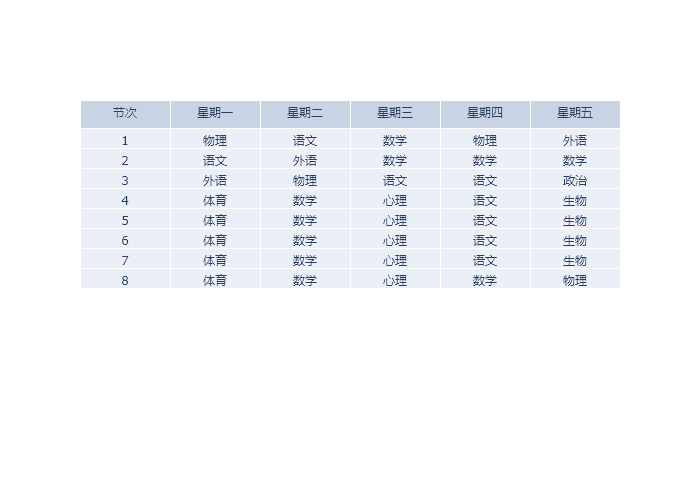 节次 星期一 星期二 星期三 星期四 星期五
1 物理 语文 数学 物理 外语
2 语文 外语 数学 数学 数学
3 外语 物理 语文 语文 政治
4 体育 数学 心理 语文 生物
5 体育 数学 心理 语文 生物
6 体育 数学 心理 语文 生物
7 体育 数学 心理 语文 生物
8 体育 数学 心理 数学 物理